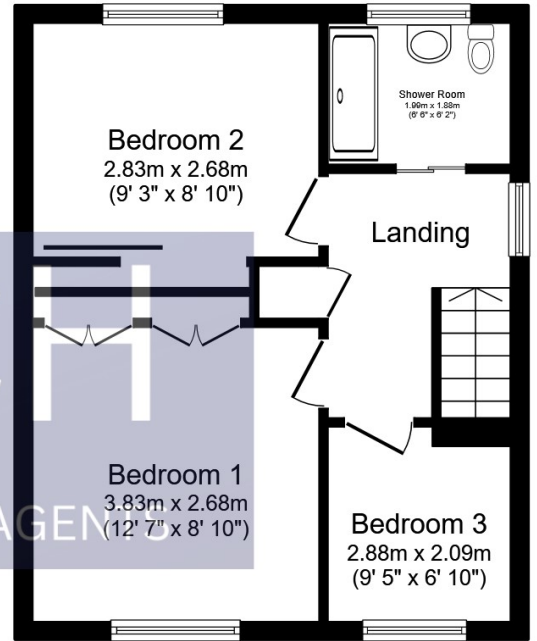 Bedroom 2
2.83m x 2.68m
(9' 3" x 8' 10")
Shower Room
1.99m x 1.88m
(6' 6" x 6' 2")
Landing
H
Bedroom 1
3.83m x 2.68m
(12' 7" x 8' 10")
AGENTS
Bedroom 3
2.88m x 2.09m
(9' 5" x 6' 10")